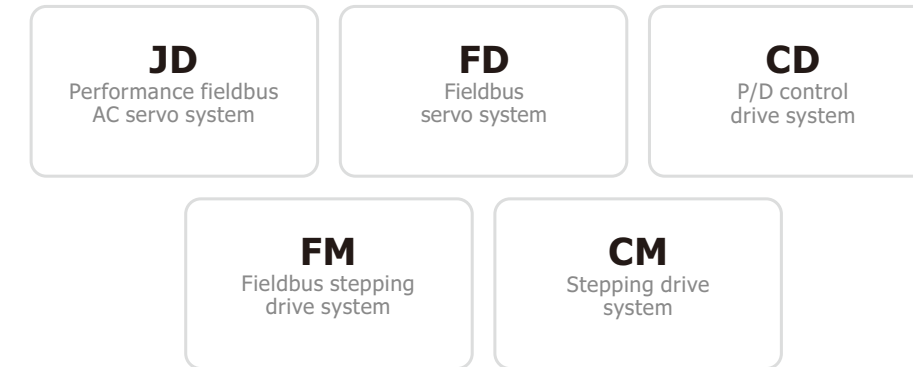 JD
Performance fieldbus
AC servo system
FD
Fieldbus
servo system
CD
P/D control
drive system
FM
Fieldbus stepping
drive system
CM
Stepping drive
system